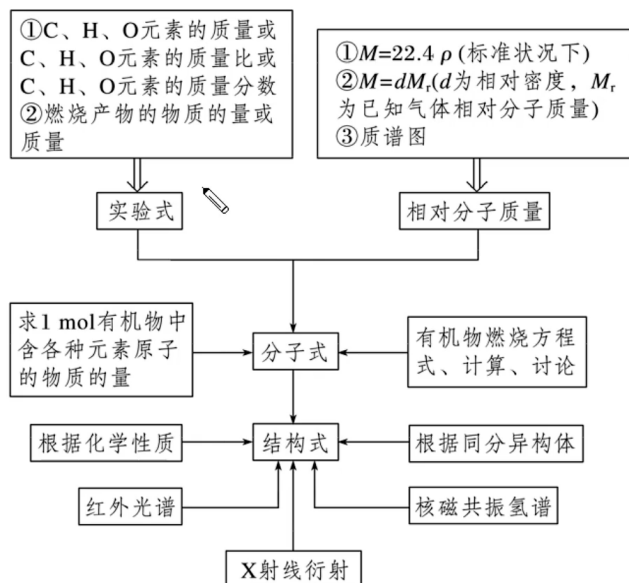 ①C、H、O元素的质量或
C、H、O元素的质量比或
C、H、O元素的质量分数
②燃烧产物的物质的量或
质量
①M=22.4 ρ (标准状况下)
②M=dMr(d为相对密度，Mr
为已知气体相对分子质量)
③质谱图
实验式
相对分子质量
求1 mol有机物中
含各种元素原子
的物质的量
分子式
有机物燃烧方程
式、计算、讨论
根据化学性质
结构式
根据同分异构体
红外光谱
核磁共振氢谱
X射线衍射